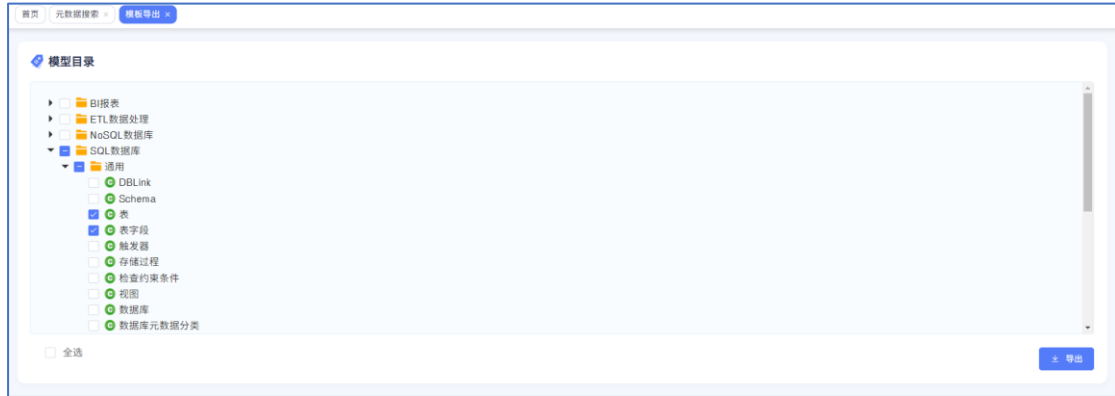 首页 元数据搜索 × 模板导出 ×
模型目录
BI报表
ETL数据处理
NoSQL数据库
SQL数据库
通用
C DBLink
C Schema
C 表
C 表字段
C 触发器
C 存储过程
C 检查约束条件
C 视图
C 数据库
C 数据库元数据分类
全选
导出